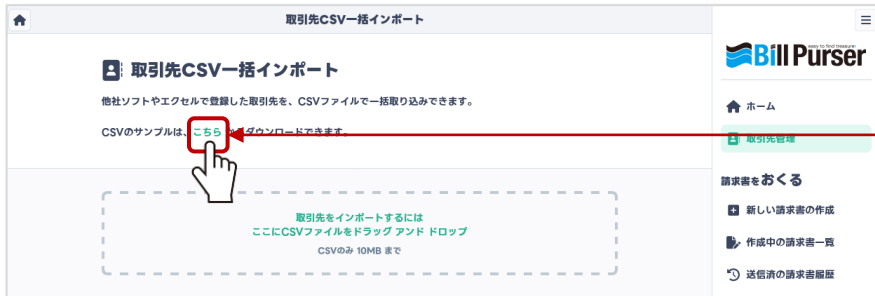 取引先CSV一括インポート
取引先CSV一括インポート
他社ソフトやエクセルで登録した取引先を、CSVファイルで一括取り込みできます。
CSVのサンプルは、こちら からダウンロードできます。
取引先をインポートするには
ここにCSVファイルをドラッグ アンド ドロップ
CSVのみ 10MB まで
easy to find treasurer
Bill Purser
ホーム
取引先管理
請求書をおくる
新しい請求書の作成
作成中の請求書一覧
送信済の請求書履歴